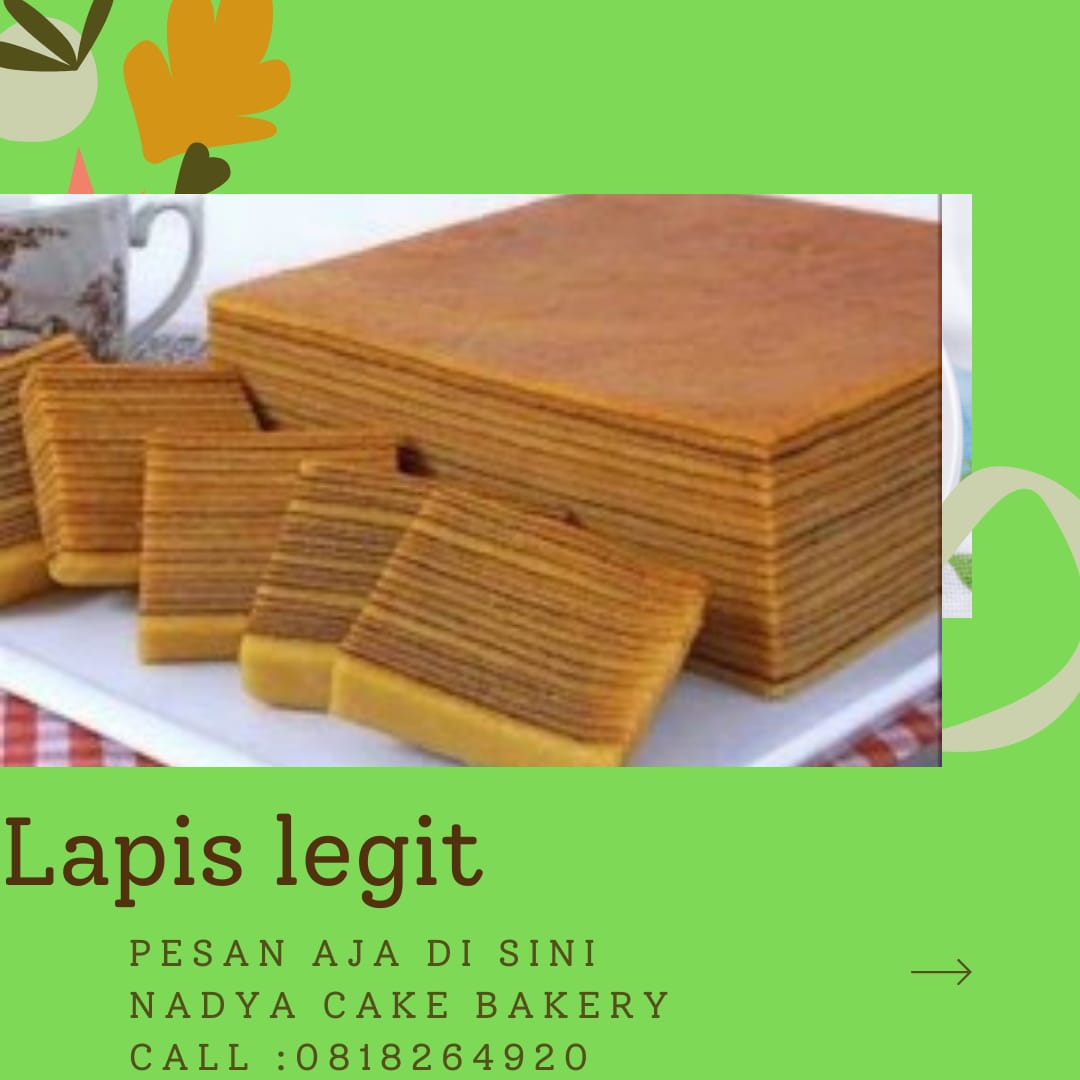 Lapis legit
PESAN AJA DI SINI
NADYA CAKE BAKERY
CALL :0818264920